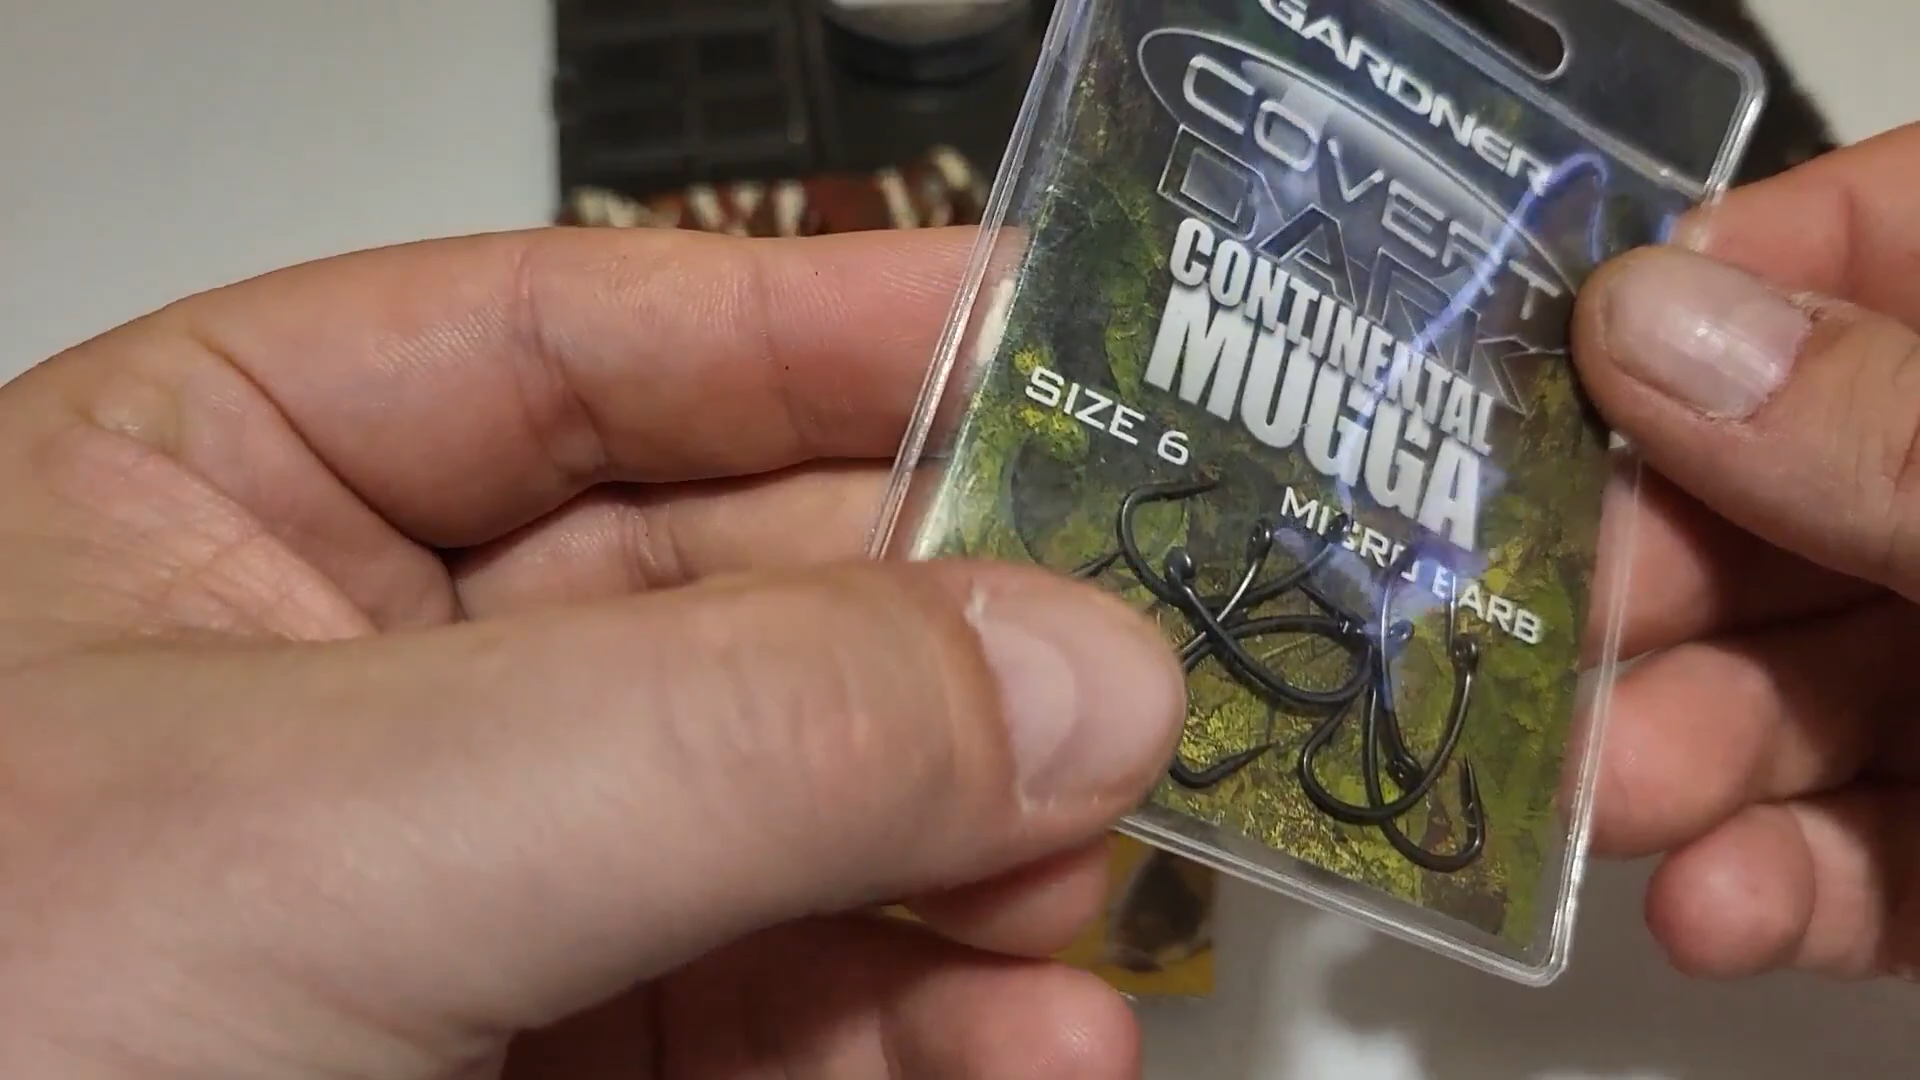 GARDNER
COVERT
DARK
CONTINENTAL
MUGGA
SIZE 6
MICRO BARB